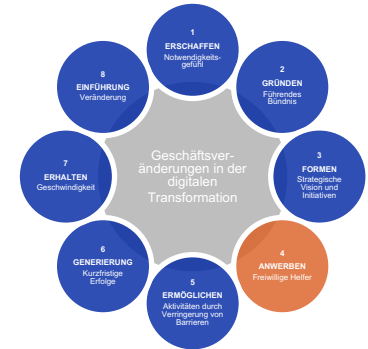 1
ERSCHAFFEN
Notwendigkeits-
gefühl
2
GRÜNDEN
Führendes
Bündnis
3
FORMEN
Strategische
Vision und
Initiativen
4
ANWERBEN
Freiwillige Helfer
5
ERMÖGLICHEN
Aktivitäten durch
Verringerung von
Barrieren
6
GENERIERUNG
Kurzfristige
Erfolge
7
ERHALTEN
Geschwindigkeit
8
EINFÜHRUNG
Veränderung
Geschäftsver-
änderungen in der
digitalen
Transformation